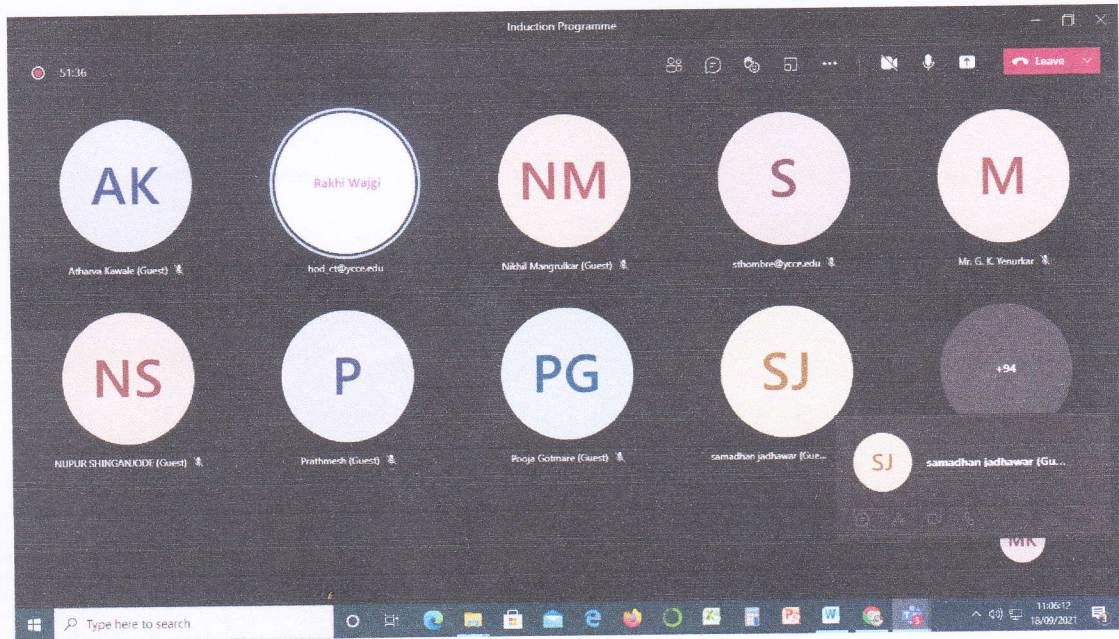 Induction Programme
51:36
Leave
AK
Rakhi Wajgi
NM
S
M
Atharva Kawale (Guest)
hod_ct@ycce.edu
Nikhil Mangrulkar (Guest)
sthombre@ycce.edu
Mr. G. K. Yenurkar
NS
P
PG
SJ
+94
NUPUR SHINGANJODE (Guest)
Prathmesh (Guest)
Pooja Gotmare (Guest)
samadhan jadhawar (Gue...
SJ
samadhan jadhawar (Gu...
MK
Type here to search
11:06:12
18/09/2021